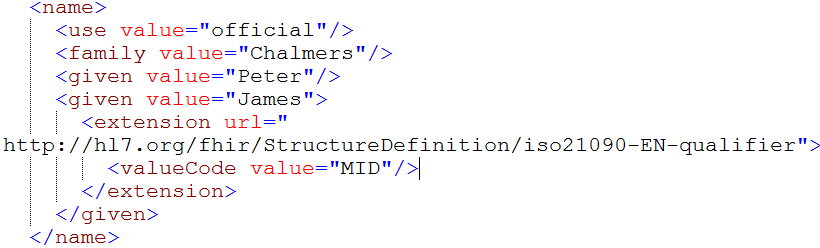 <name>
<use value="official"/>
<family value="Chalmers"/>
<given value="Peter"/>
<given value="James">
<extension url="
http://hl7.org/fhir/StructureDefinition/iso21090-EN-qualifier">
<valueCode value="MID"/>
</extension>
</given>
</name>